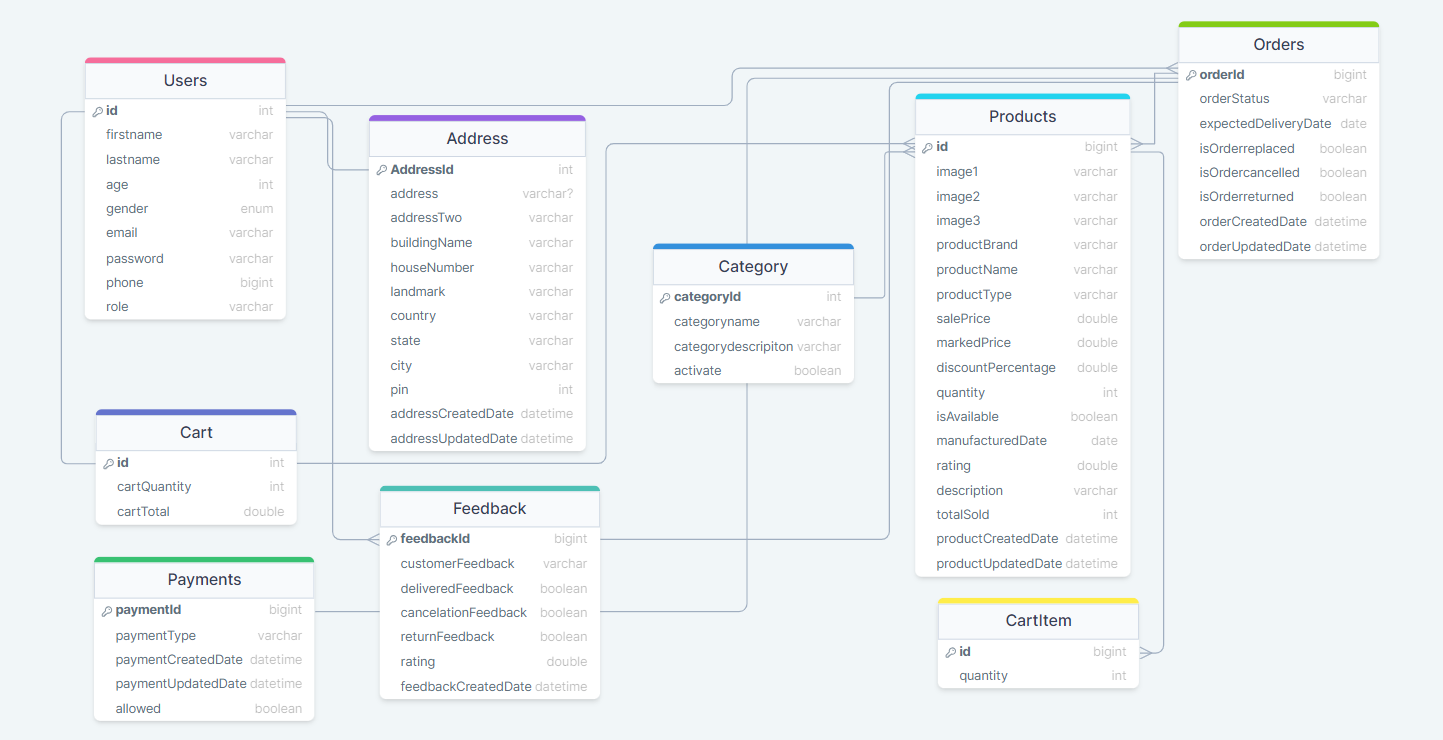 Users
id int
firstname varchar
lastname varchar
age int
gender enum
email varchar
password varchar
phone bigint
role varchar
Address
AddressId int
address varchar?
addressTwo varchar
buildingName varchar
houseNumber varchar
landmark varchar
country varchar
state varchar
city varchar
pin int
addressCreatedDate datetime
addressUpdatedDate datetime
Category
categoryId int
categoryname varchar
categorydescripiton varchar
activate boolean
Products
id bigint
image1 varchar
image2 varchar
image3 varchar
productBrand varchar
productName varchar
productType varchar
salePrice double
markedPrice double
discountPercentage double
quantity int
isAvailable boolean
manufacturedDate date
rating double
description varchar
totalSold int
productCreatedDate datetime
productUpdatedDate datetime
Orders
orderId bigint
orderStatus varchar
expectedDeliveryDate date
isOrderreplaced boolean
isOrdercancelled boolean
isOrderreturned boolean
orderCreatedDate datetime
orderUpdatedDate datetime
Cart
id int
cartQuantity int
cartTotal double
Payments
paymentId bigint
paymentType varchar
paymentCreatedDate datetime
paymentUpdatedDate datetime
allowed boolean
Feedback
feedbackId bigint
customerFeedback varchar
deliveredFeedback boolean
cancelationFeedback boolean
returnFeedback boolean
rating double
feedbackCreatedDate datetime
CartItem
id bigint
quantity int